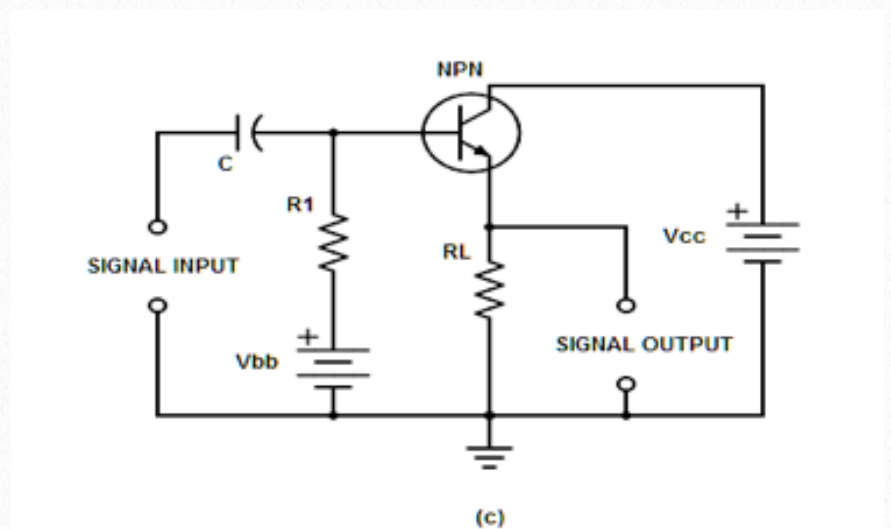 NPN
C
R1
+
SIGNAL INPUT
RL
Vcc
+
Vbb
SIGNAL OUTPUT
+
(c)